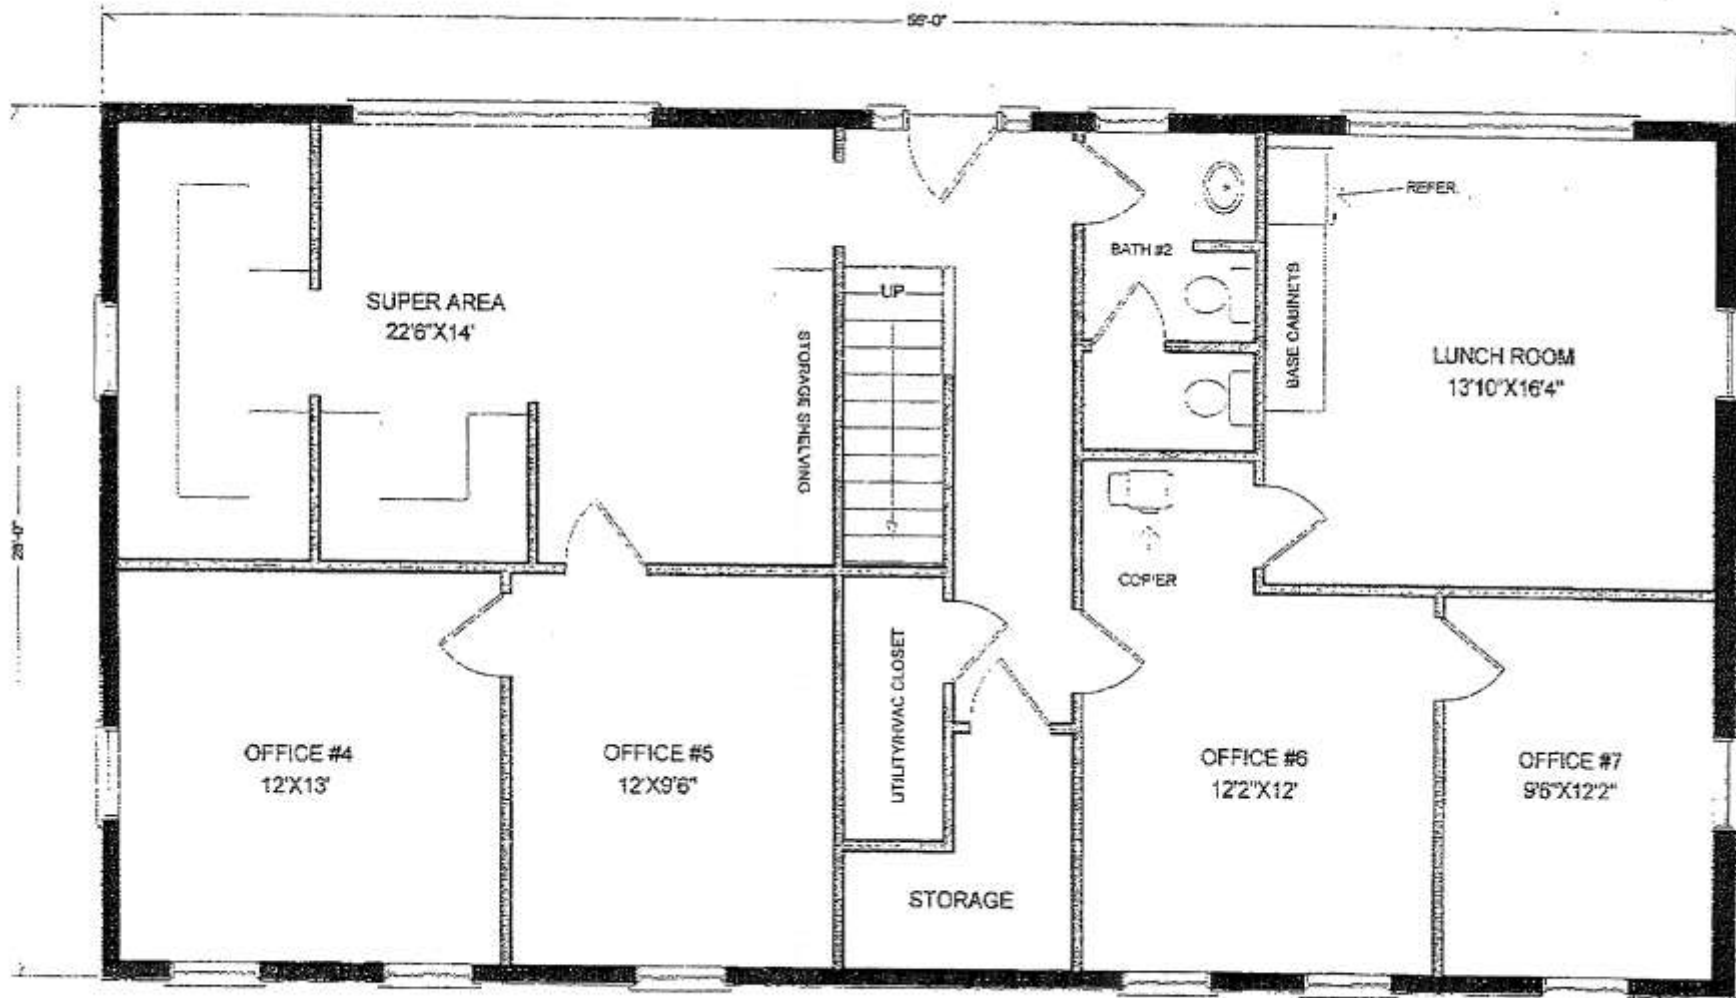 28'-0"
SUPER AREA
22'6"X14'
STORAGE SHELVING
UP
BATH #2
REFER.
BASE CABINETS
LUNCH ROOM
13'10"X16'4"
COPIER
OFFICE #4
12'X13'
OFFICE #5
12'X9'6"
UTILITY/HVAC CLOSET
STORAGE
OFFICE #6
12'2"X12'
OFFICE #7
9'6"X12'2"